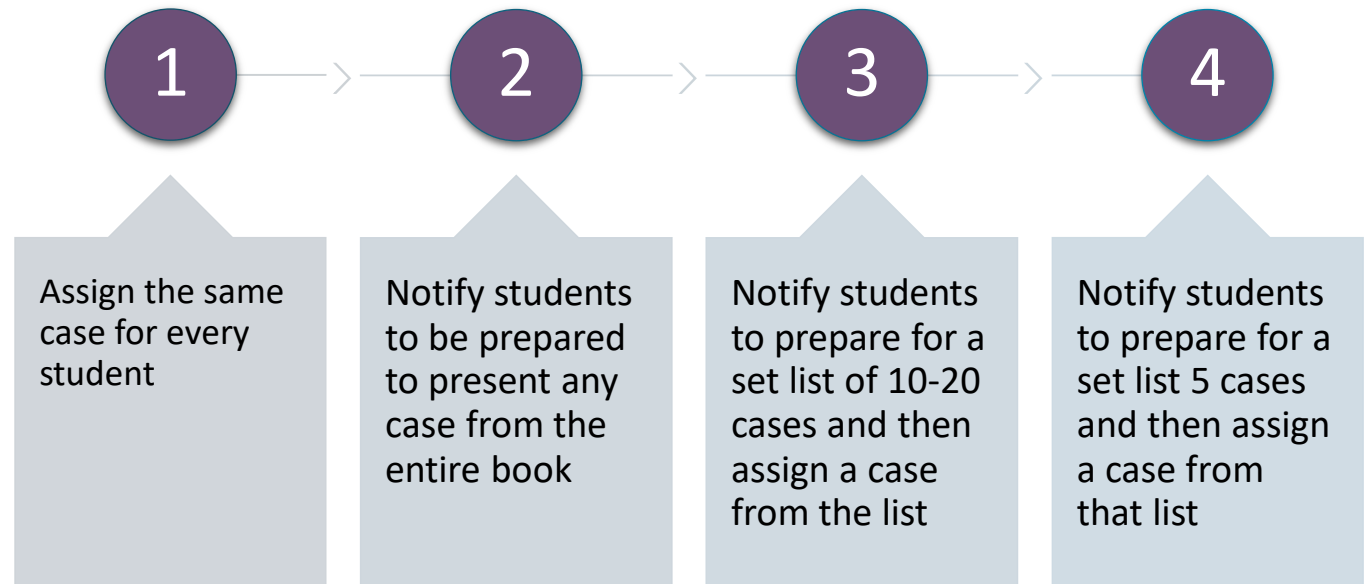 1
2
3
4
Assign the same
case for every
student
Notify students
to be prepared
to present any
case from the
entire book
Notify students
to prepare for a
set list of 10-20
cases and then
assign a case
from the list
Notify students
to prepare for a
set list 5 cases
and then assign
a case from
that list